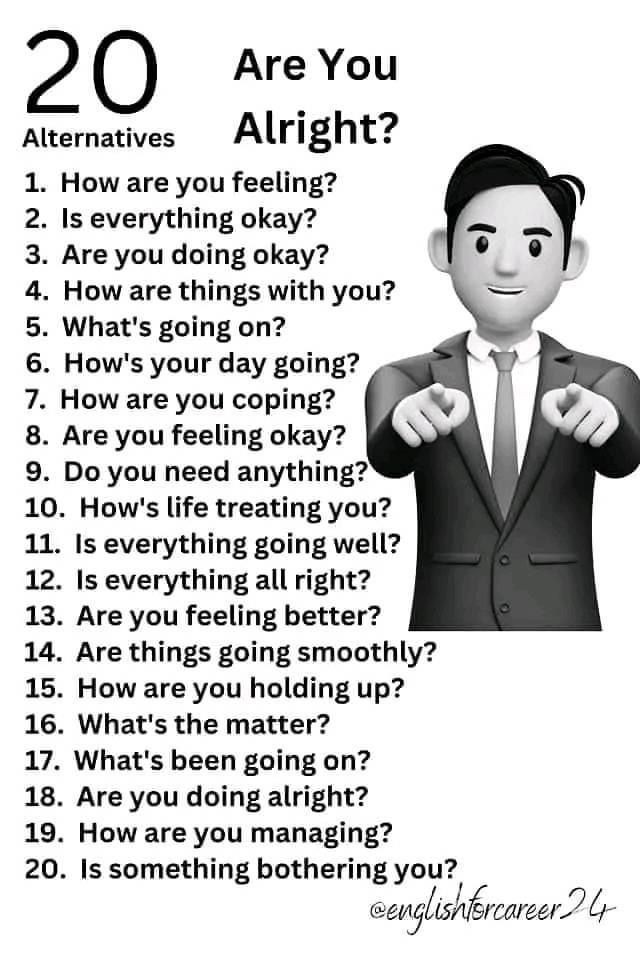 20
Alternatives
Are You
Alright?
1. How are you feeling?
2. Is everything okay?
3. Are you doing okay?
4. How are things with you?
5. What's going on?
6. How's your day going?
7. How are you coping?
8. Are you feeling okay?
9. Do you need anything?
10. How's life treating you?
11. Is everything going well?
12. Is everything all right?
13. Are you feeling better?
14. Are things going smoothly?
15. How are you holding up?
16. What's the matter?
17. What's been going on?
18. Are you doing alright?
19. How are you managing?
20. Is something bothering you?
@englishforcareer24